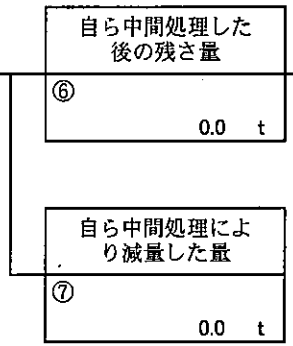 自ら中間処理した
後の残さ量
⑥
0.0 t
自ら中間処理によ
り減量した量
⑦
0.0 t